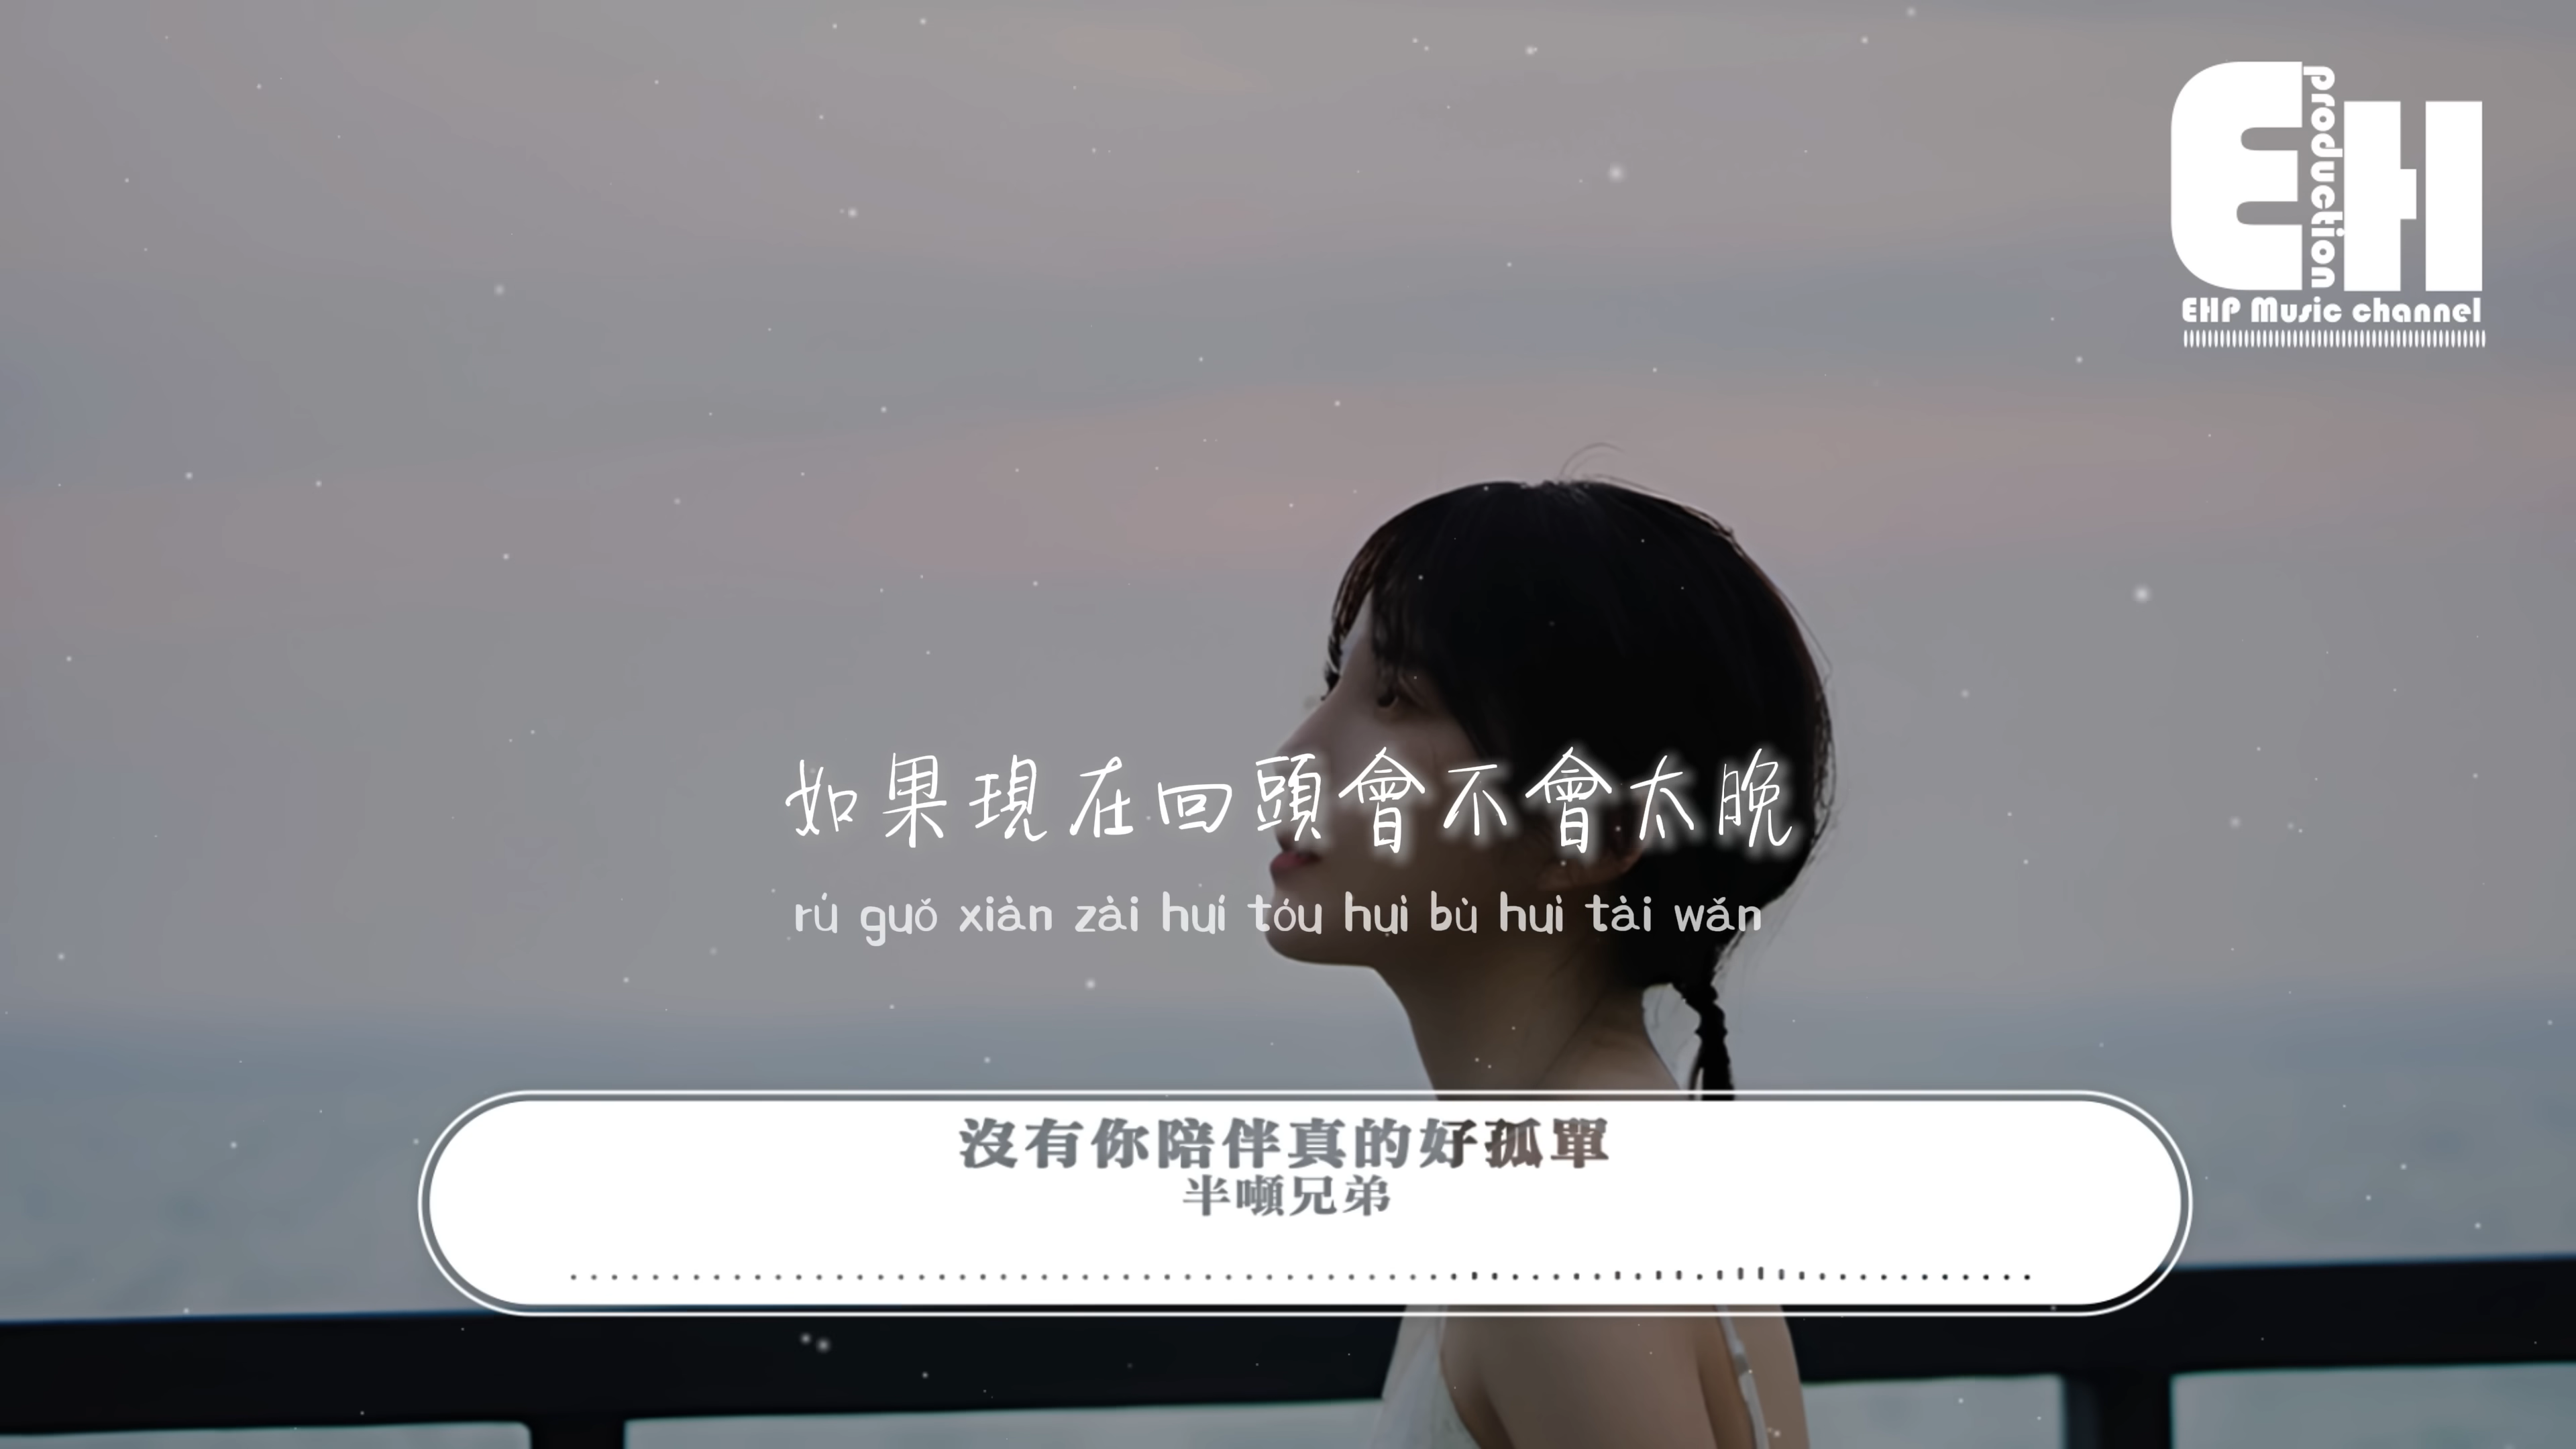 EH
production
EHP Music channel
如果現在回頭會不會太晚
rú guǒ xiàn zài huí tóu huì bù huì tài wǎn
沒有你陪伴真的好孤單
半噸兄弟